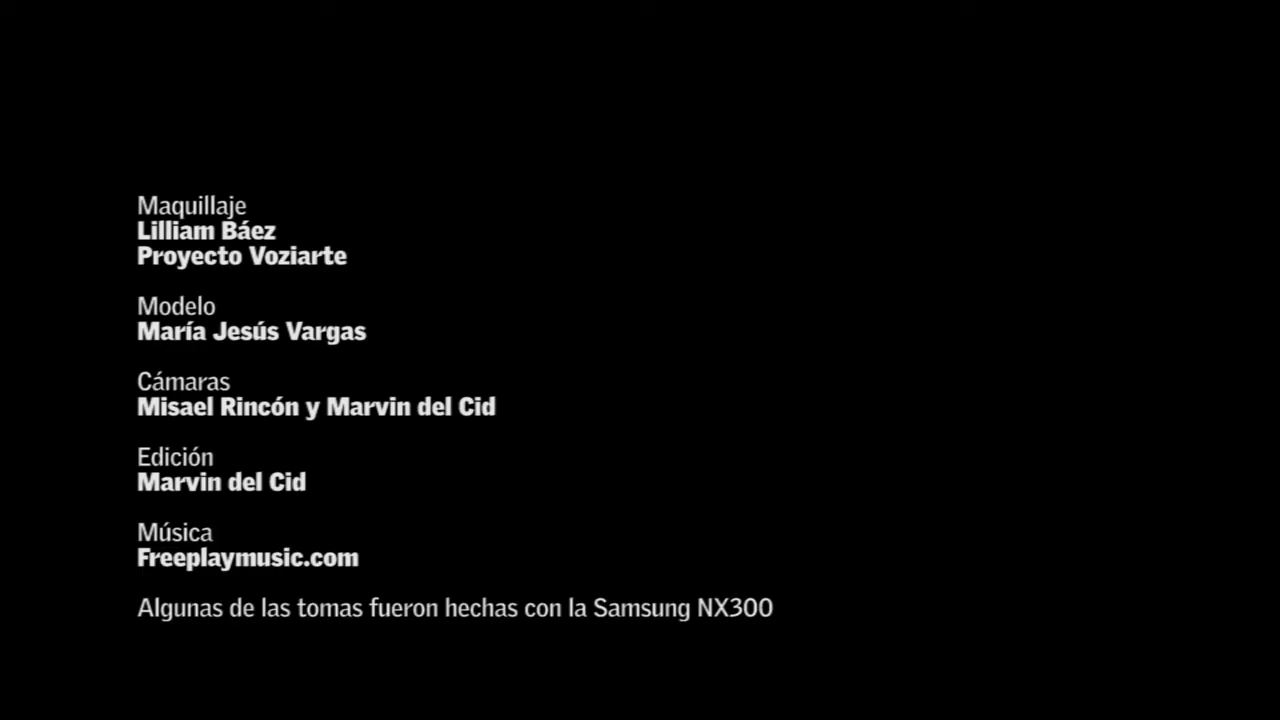 Maquillaje
Lilliam Báez
Proyecto Voziarte
Modelo
María Jesús Vargas
Cámaras
Misael Rincón y Marvin del Cid
Edición
Marvin del Cid
Música
Freeplaymusic.com
Algunas de las tomas fueron hechas con la Samsung NX300